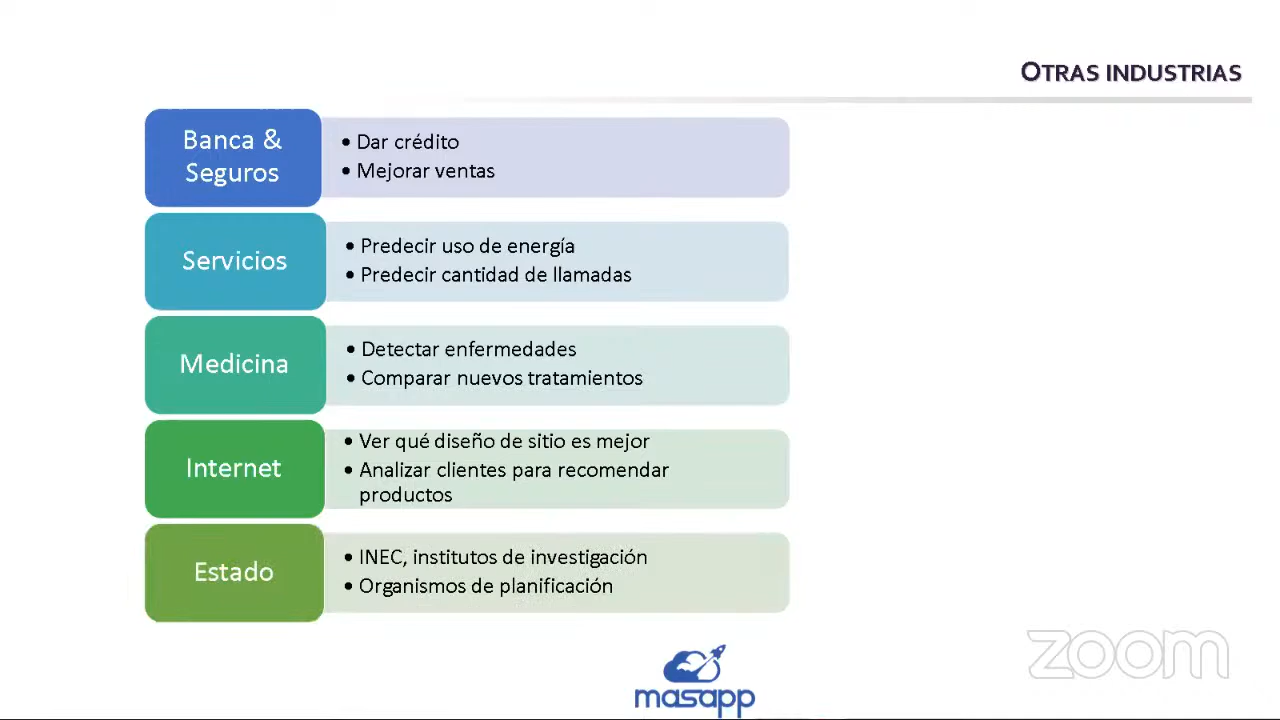 OTRAS INDUSTRIAS
Banca &
Seguros
• Dar crédito
• Mejorar ventas
Servicios
• Predecir uso de energía
• Predecir cantidad de llamadas
Medicina
• Detectar enfermedades
• Comparar nuevos tratamientos
Internet
• Ver qué diseño de sitio es mejor
• Analizar clientes para recomendar
productos
Estado
• INEC, institutos de investigación
• Organismos de planificación
masapp
zoom